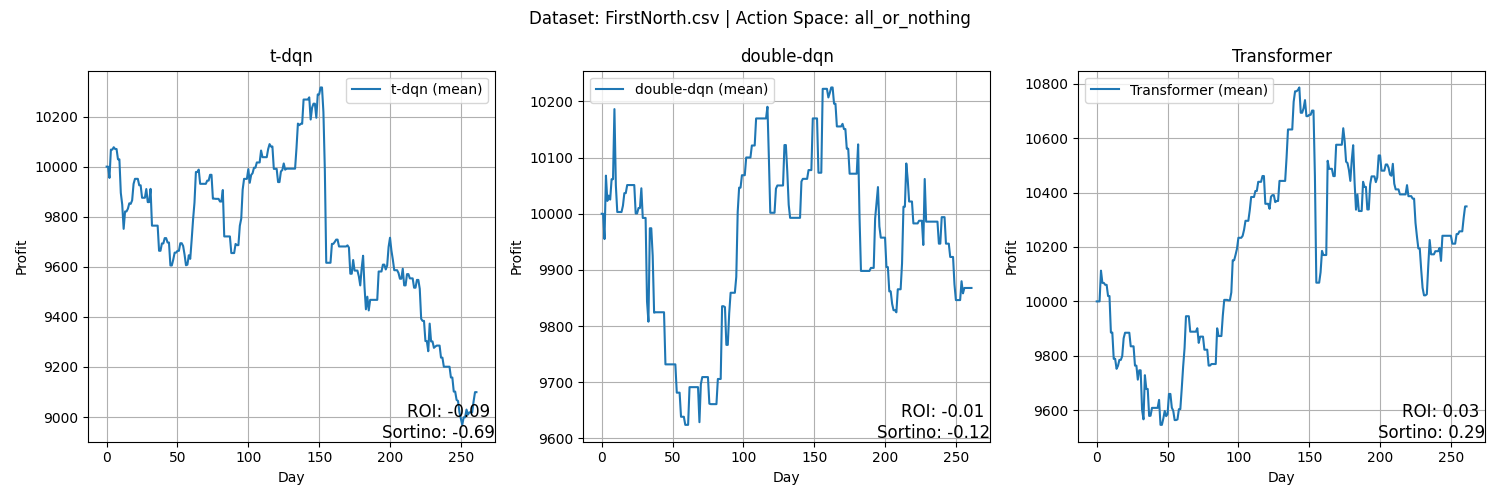 Dataset: FirstNorth.csv | Action Space: all_or_nothing
t-dqn
t-dqn (mean)
10200
10000
9800
9600
9400
9200
9000
Profit
0
50
100
150
200
250
Day
ROI: -0.09
Sortino: -0.69
double-dqn
double-dqn (mean)
10200
10100
10000
9900
9800
9700
9600
Profit
0
50
100
150
200
250
Day
ROI: -0.01
Sortino: -0.12
Transformer
Transformer (mean)
10800
10600
10400
10200
10000
9800
9600
Profit
0
50
100
150
200
250
Day
ROI: 0.03
Sortino: 0.29